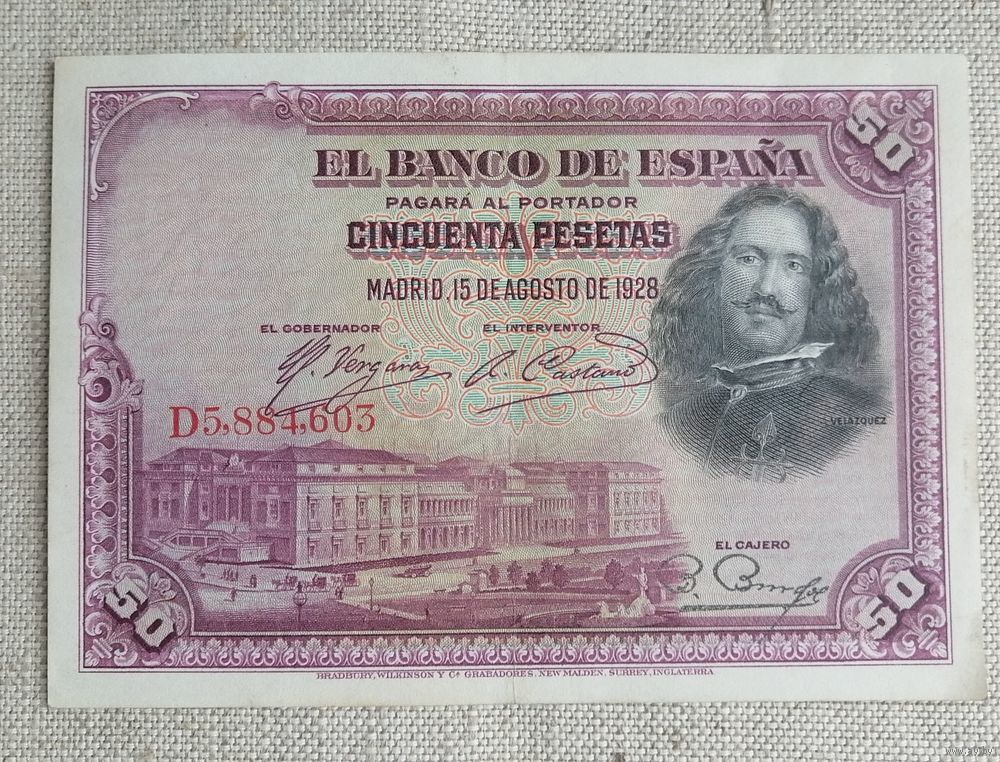 50
EL BANCO DE ESPAÑA
PAGARÁ AL PORTADOR
CINCUENTA PESETAS
MADRID, 15 DE AGOSTO DE 1928
EL GOBERNADOR EL INTERVENTOR
Vergara
D5,884,603
VELAZQUEZ
EL CAJERO
50 50
BRADBURY, WILKINSON Y Cª GRABADORES, NEW MALDEN, SURREY, INGLATERRA